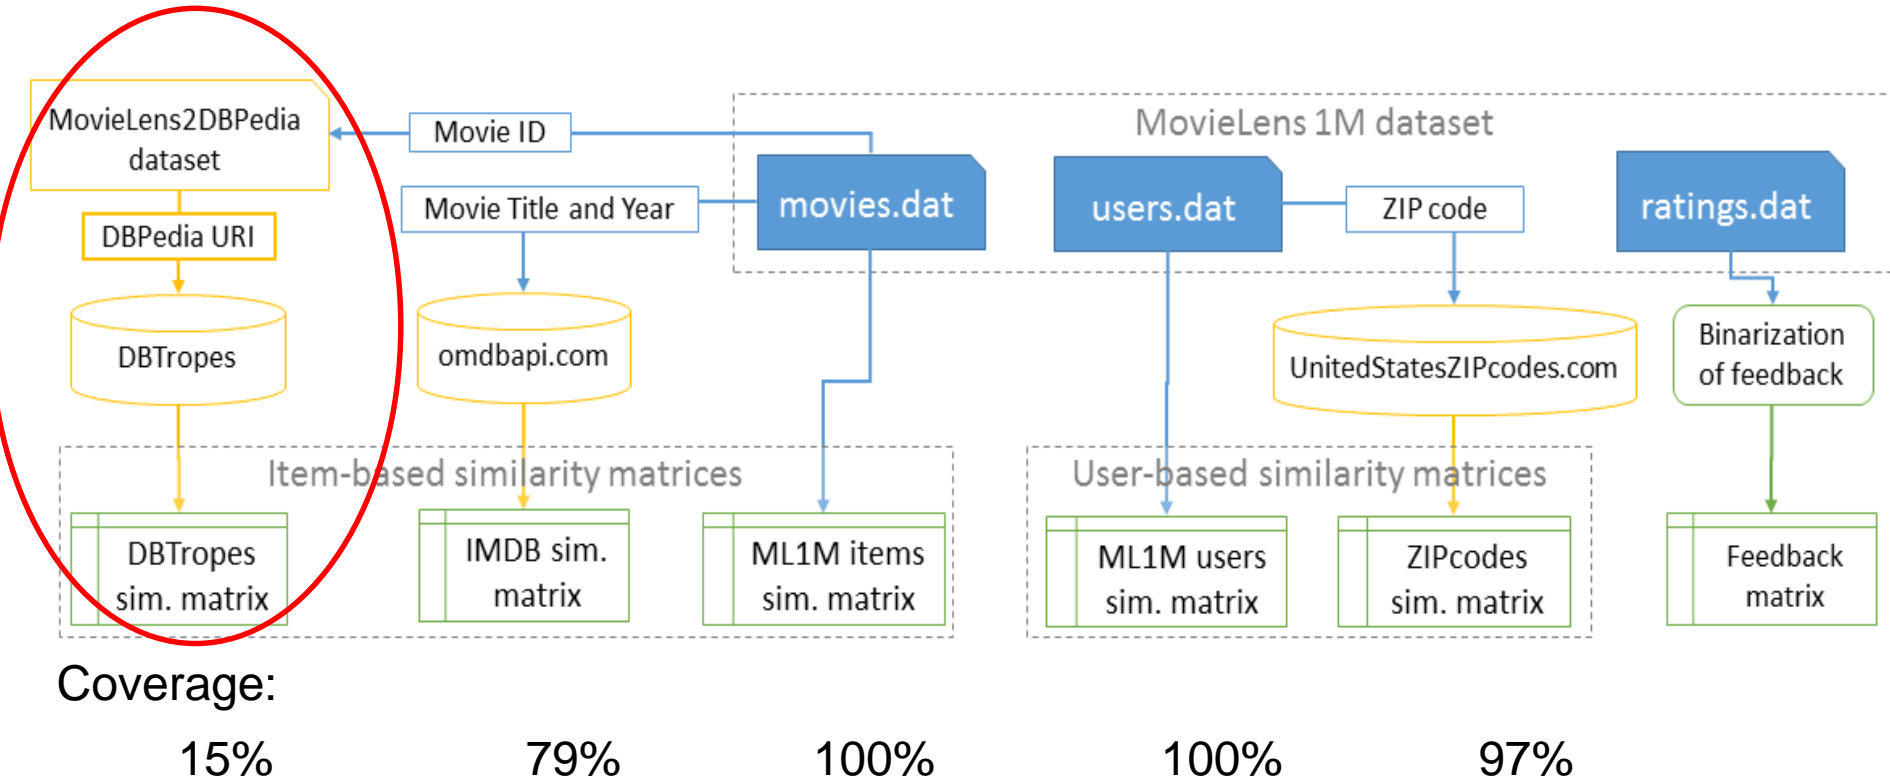 MovieLens 1M dataset
MovieLens2DBPedia
dataset
Movie ID
movies.dat
users.dat
ratings.dat
Movie Title and Year
ZIP code
DBPedia URI
DBTropes
omdbapi.com
UnitedStatesZIPcodes.com
Binarization
of feedback
Item-based similarity matrices
User-based similarity matrices
DBTropes
sim. matrix
IMDB sim.
matrix
ML1M items
sim. matrix
ML1M users
sim. matrix
ZIPcodes
sim. matrix
Feedback
matrix
Coverage:
15% 79% 100% 100% 97%